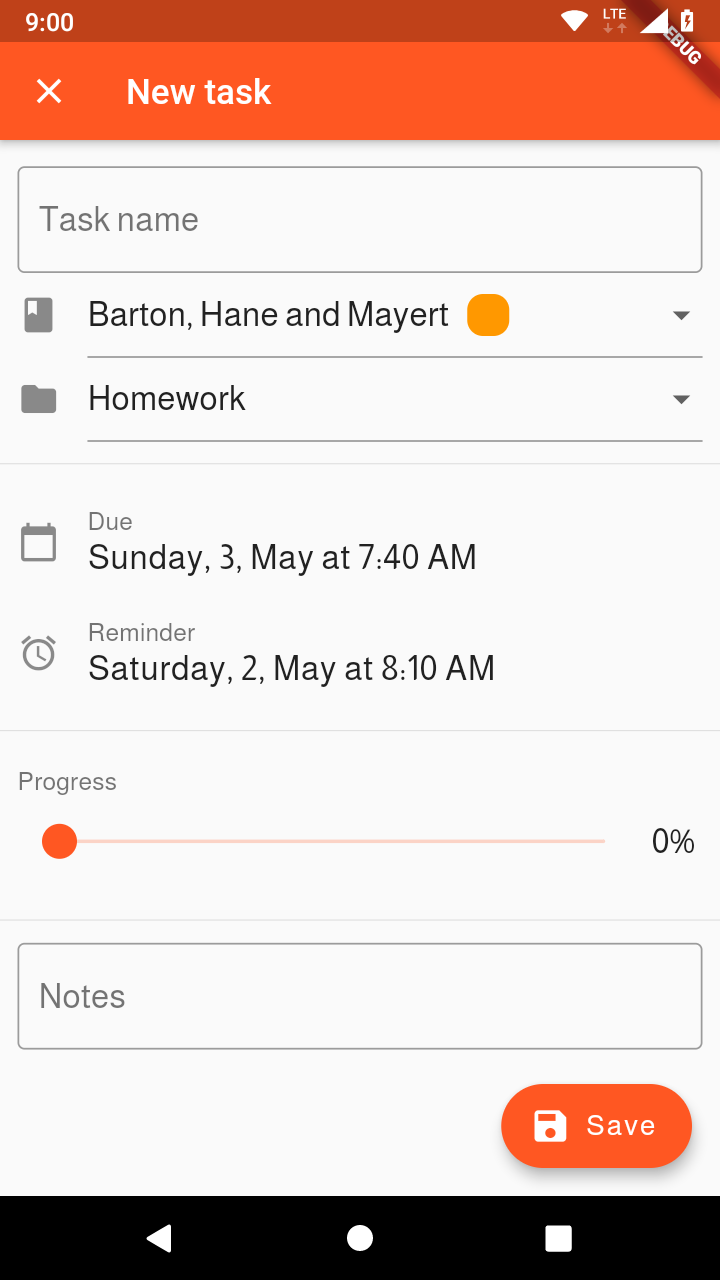 9:00
LTE
New task
Task name
Barton, Hane and Mayert
Homework
Due
Sunday, 3, May at 7:40 AM
Reminder
Saturday, 2, May at 8:10 AM
Progress
0%
Notes
Save